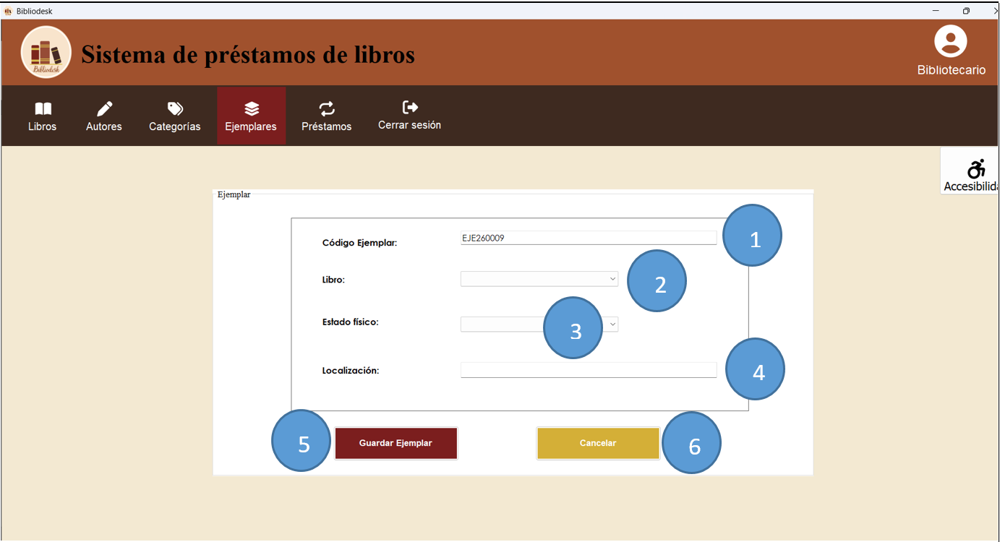 Bibliodesk
Bibliodesk
Sistema de préstamos de libros
Bibliotecario
Libros
Autores
Categorías
Ejemplares
Préstamos
Cerrar sesión
Accesibilida
Ejemplar
Código Ejemplar:
EJE260009
1
Libro:
2
Estado físico:
3
Localización:
4
5
Guardar Ejemplar
Cancelar
6